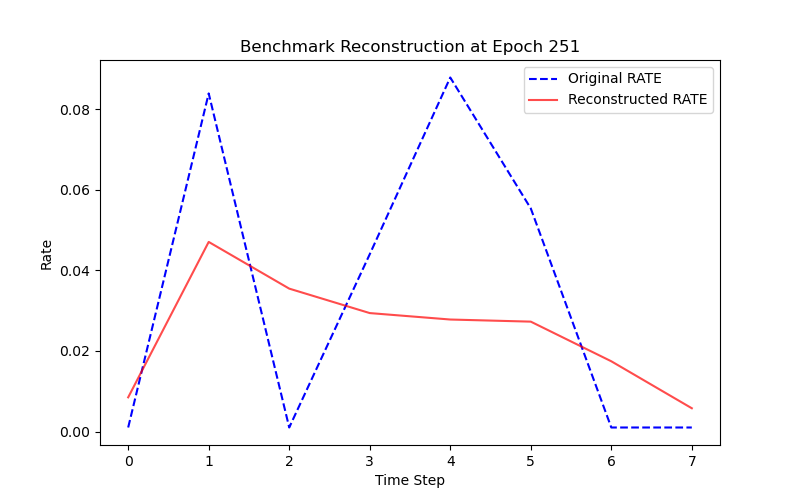 Benchmark Reconstruction at Epoch 251
Original RATE
Reconstructed RATE
0.08
0.06
0.04
0.02
0.00
Rate
0 1 2 3 4 5 6 7
Time Step